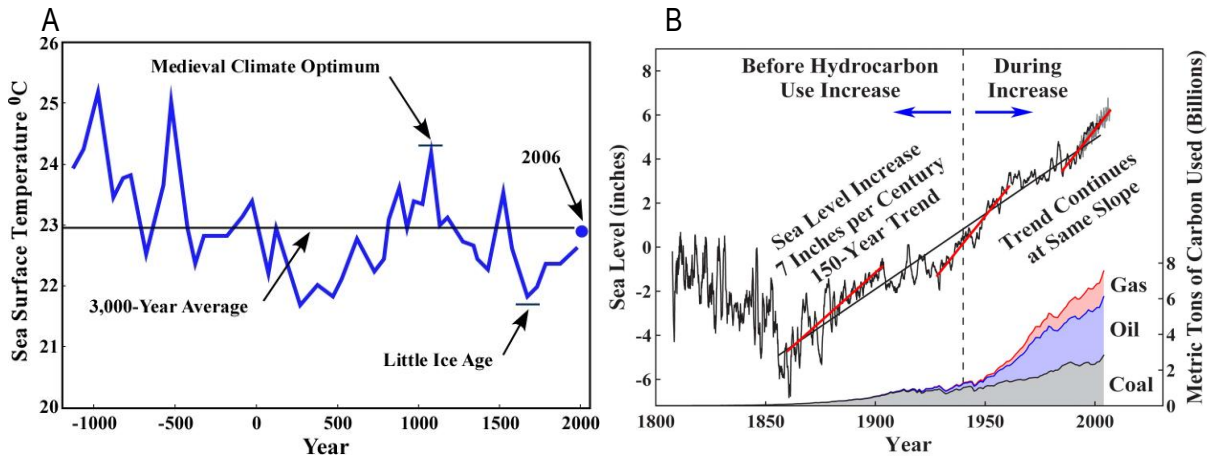 A
Sea Surface Temperature ⁰C
26
25
24
23
22
21
20
-1000
-500
0
500
1000
1500
2000
Year
Medieval Climate Optimum
2006
3,000-Year Average
Little Ice Age
B
Sea Level (inches)
8
6
4
2
0
-2
-4
-6
1800
1850
1900
1950
2000
Year
Before Hydrocarbon
Use Increase
During
Increase
Sea Level Increase
7 Inches per Century
150-Year Trend
Trend Continues
at Same Slope
Gas
Oil
Coal
8
6
4
2
0
Metric Tons of Carbon Used (Billions)